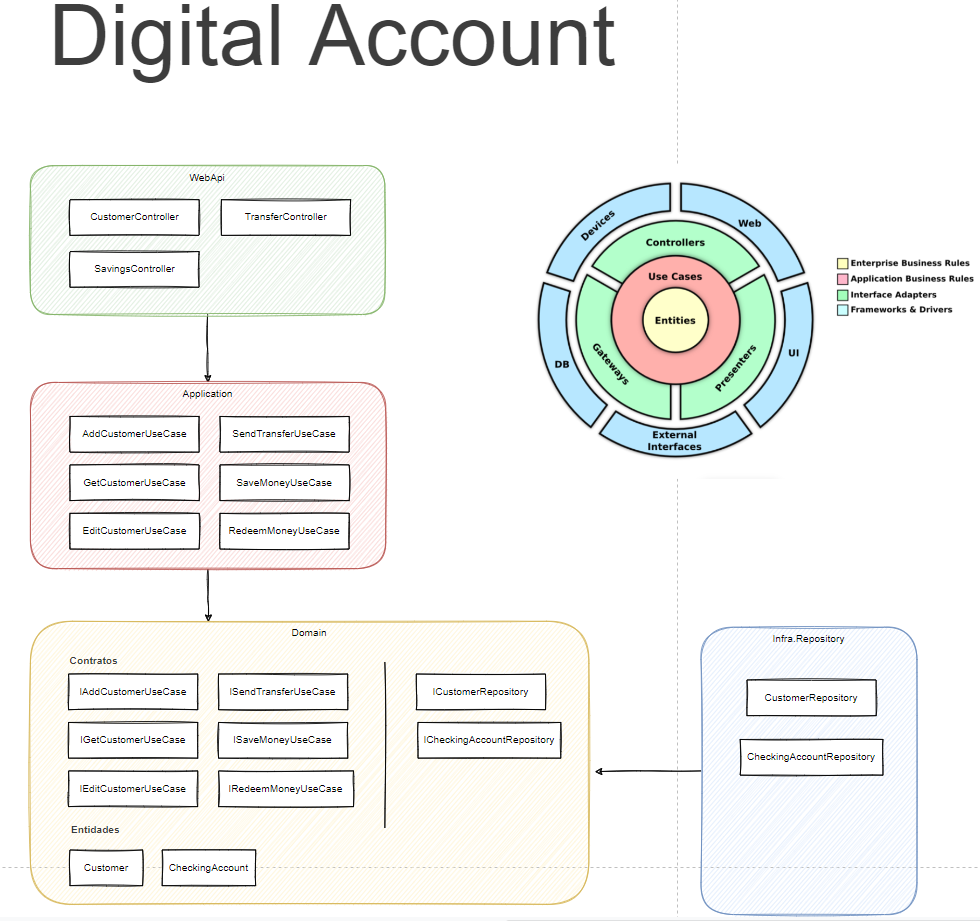 Digital Account
WebApi
CustomerController
TransferController
SavingsController
Application
AddCustomerUseCase
SendTransferUseCase
GetCustomerUseCase
SaveMoneyUseCase
EditCustomerUseCase
RedeemMoneyUseCase
Devices
Web
Controllers
Use Cases
Entities
Gateways
Presenters
DB
UI
External
Interfaces
Enterprise Business Rules
Application Business Rules
Interface Adapters
Frameworks & Drivers
Domain
Contratos
IAddCustomerUseCase
ISendTransferUseCase
ICustomerRepository
IGetCustomerUseCase
ISaveMoneyUseCase
ICheckingAccountRepository
IEditCustomerUseCase
IRedeemMoneyUseCase
Entidades
Customer
CheckingAccount
Infra.Repository
CustomerRepository
CheckingAccountRepository